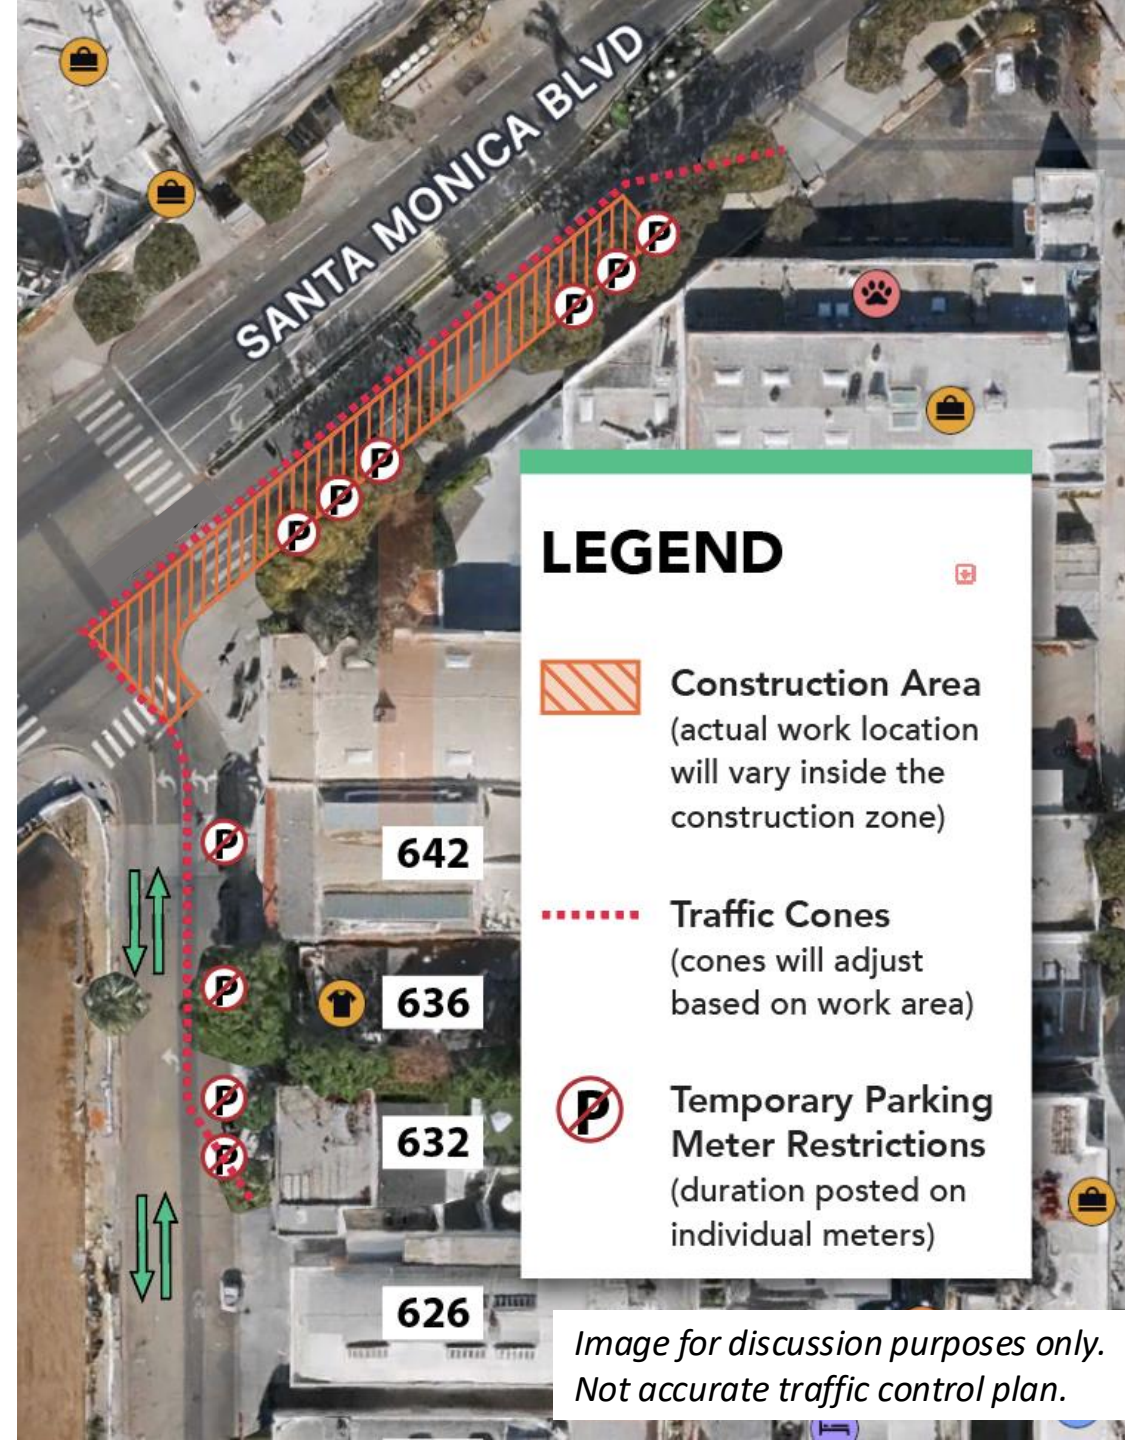 SANTA MONICA BLVD
LEGEND
Construction Area
(actual work location
will vary inside the
construction zone)
Traffic Cones
(cones will adjust
based on work area)
P
Temporary Parking
Meter Restrictions
(duration posted on
individual meters)
P
P
P
P
P
P
P
P
P
P
642
636
632
626
Image for discussion purposes only.
Not accurate traffic control plan.